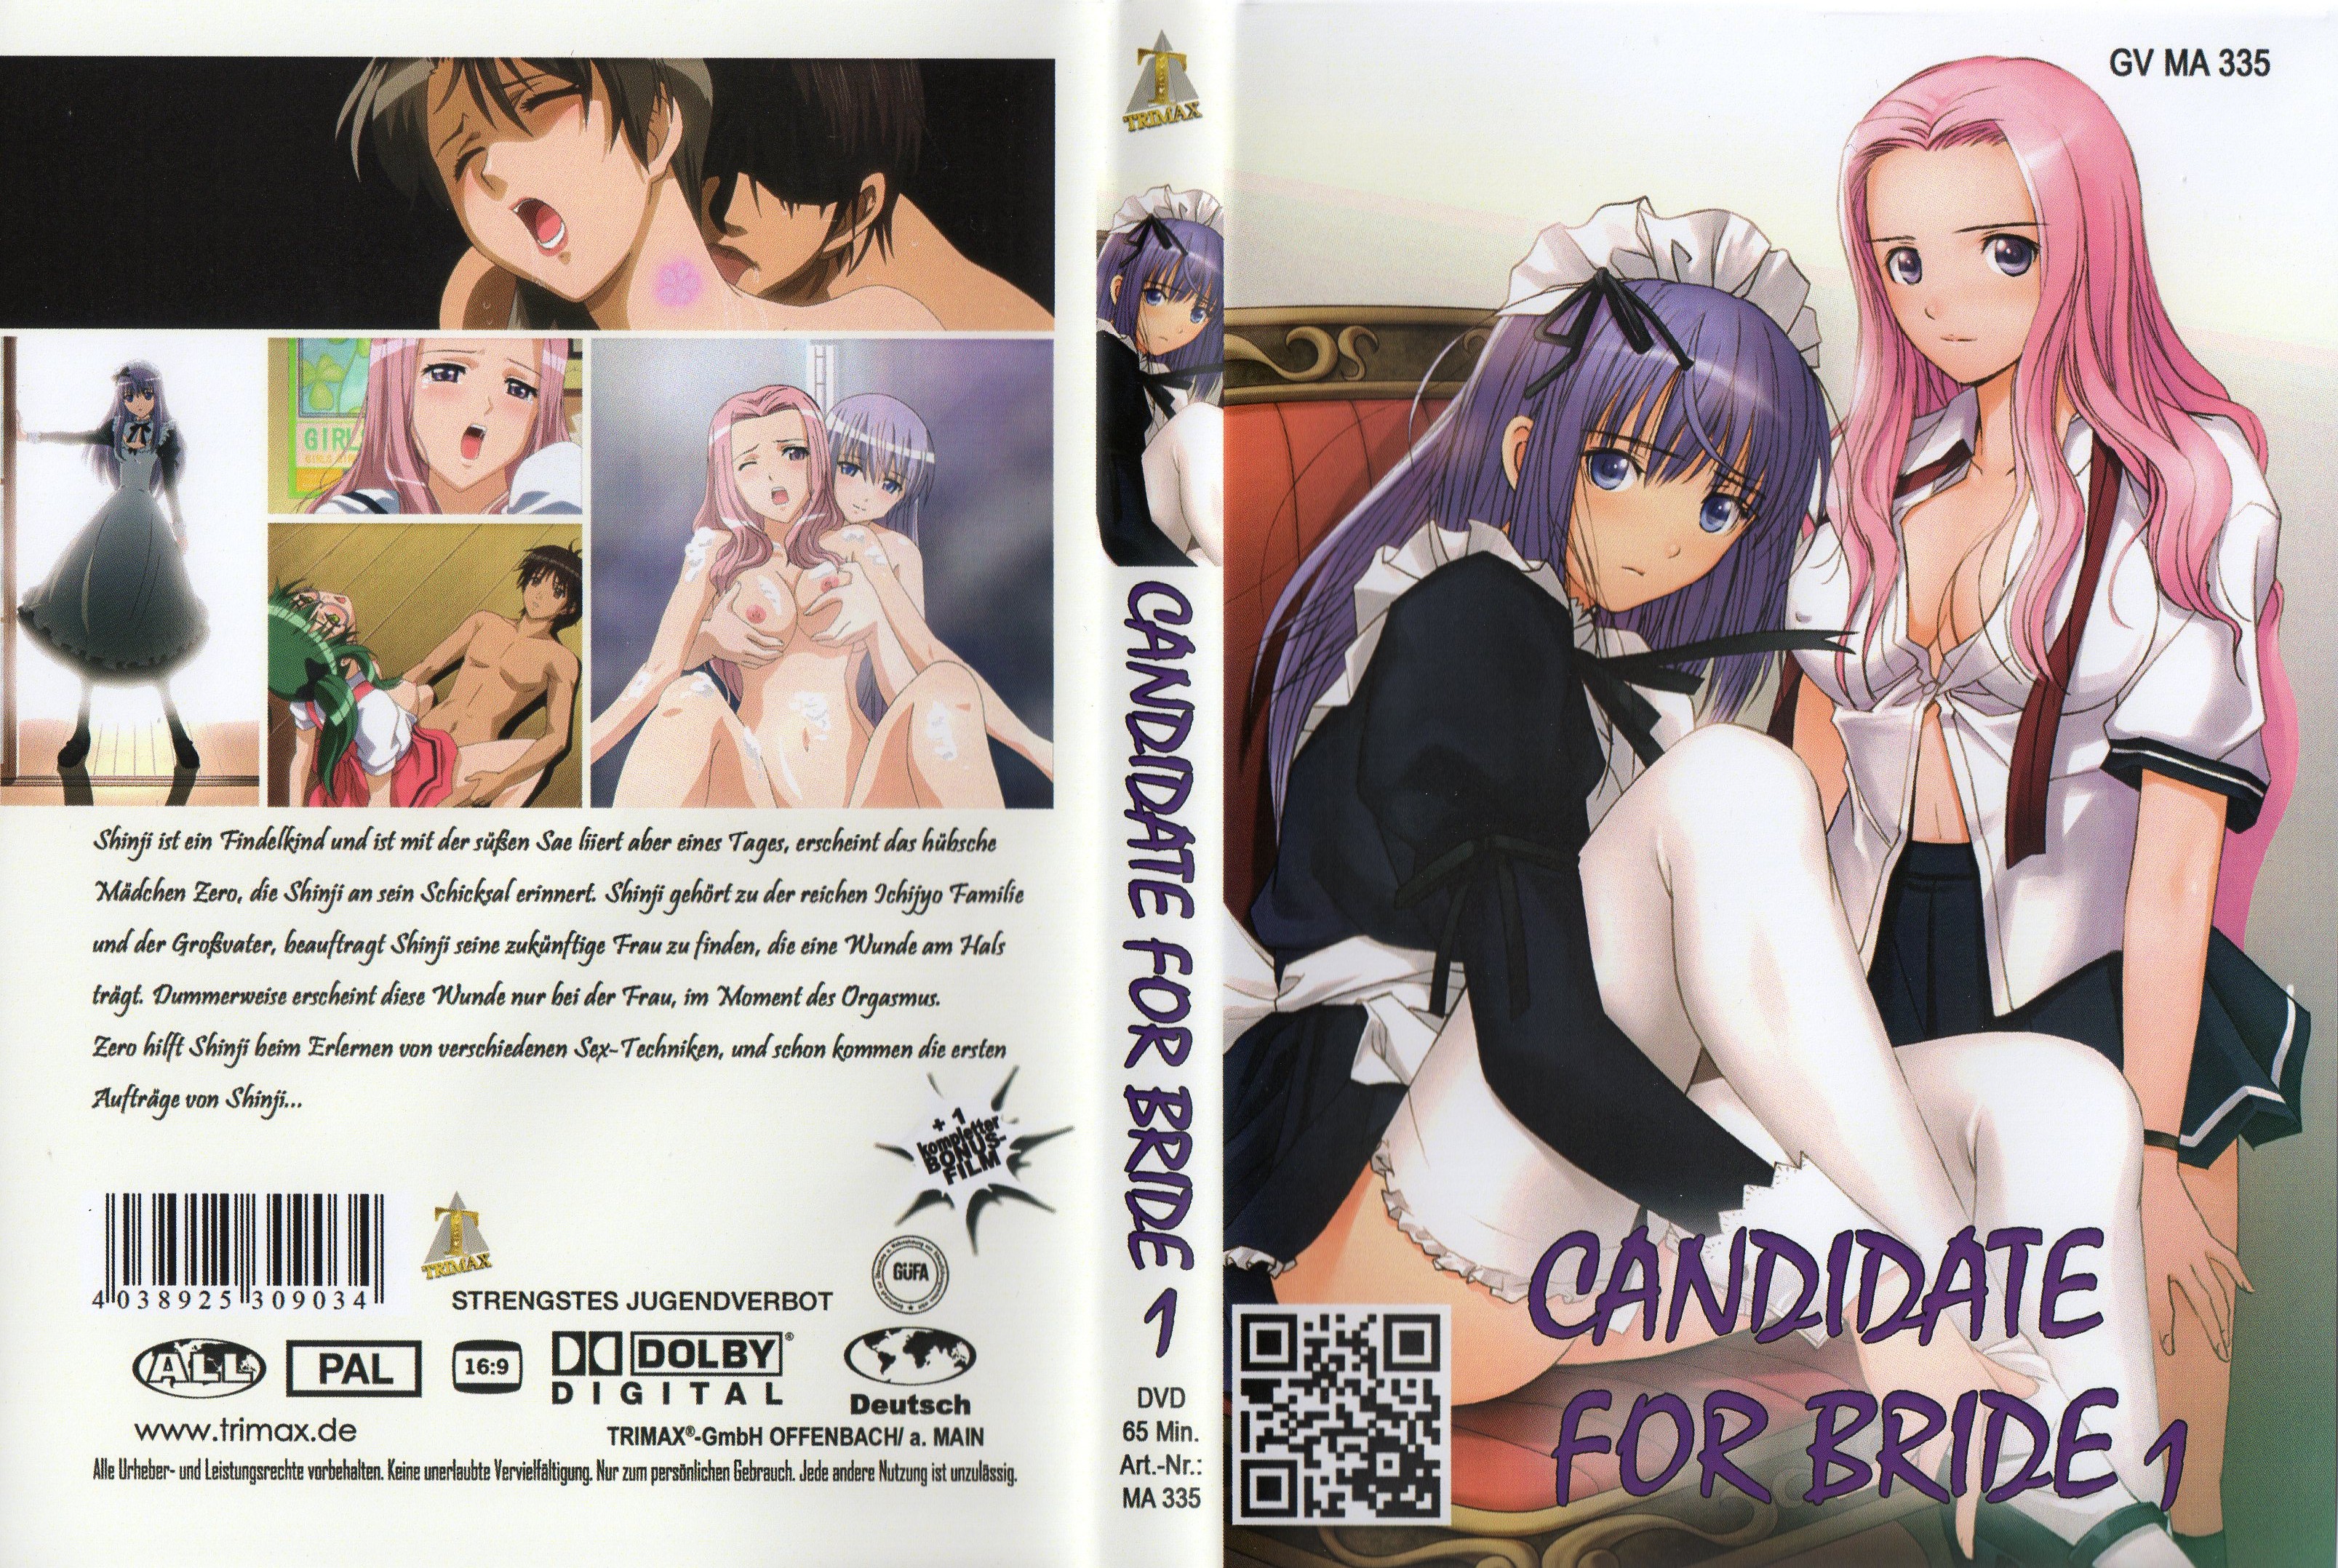 TRIMAX
GIRL
Shinji ist ein Findelkind und ist mit der süßen Sae liiert aber eines Tages, erscheint das hübsche
Mädchen Zero, die Shinji an sein Schicksal erinnert. Shinji gehört zu der reichen Ichijyo Familie
und der Großvater, beauftragt Shinji seine zukünftige Frau zu finden, die eine Wunde am Hals
trägt. Dummerweise erscheint diese Wunde nur bei der Frau, im Moment des Orgasmus.
Zero hilft Shinji beim Erlernen von verschiedenen Sex-Techniken, und schon kommen die ersten
Aufträge von Shinji...
+ 1
kompletter
BONUS-
FILM
4 038925 309034
TRIMAX
GÜFA
STRENGSTES JUGENDVERBOT
ALL
PAL
16:9
DOLBY®
DIGITAL
Deutsch
www.trimax.de
TRIMAX®-GmbH OFFENBACH/ a. MAIN
Alle Urheber- und Leistungsrechte vorbehalten. Keine unerlaubte Vervielfältigung. Nur zum persönlichen Gebrauch. Jede andere Nutzung ist unzulässig.
CANDIDATE FOR BRIDE 1
DVD
65 Min.
Art.-Nr.:
MA 335
GV MA 335
CANDIDATE
FOR BRIDE 1